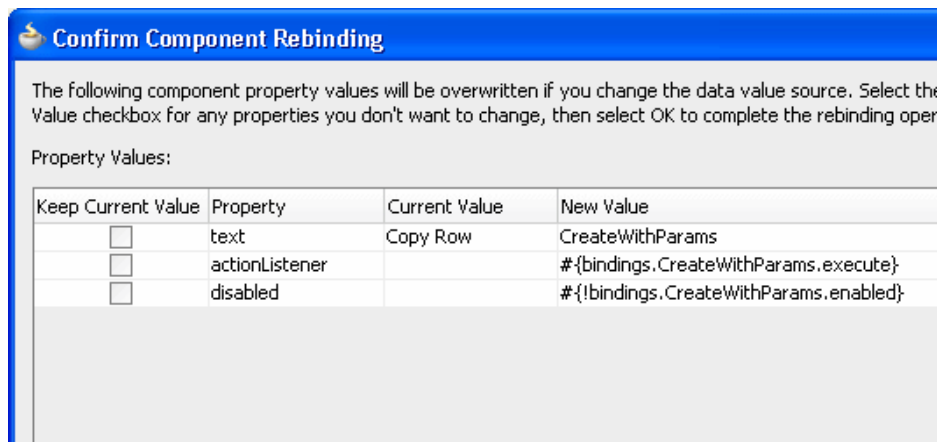 Confirm Component Rebinding
The following component property values will be overwritten if you change the data value source. Select the
Value checkbox for any properties you don't want to change, then select OK to complete the rebinding oper
Property Values:
Keep Current Value Property Current Value New Value
text Copy Row CreateWithParams
actionListener #{bindings.CreateWithParams.execute}
disabled #{!bindings.CreateWithParams.enabled}